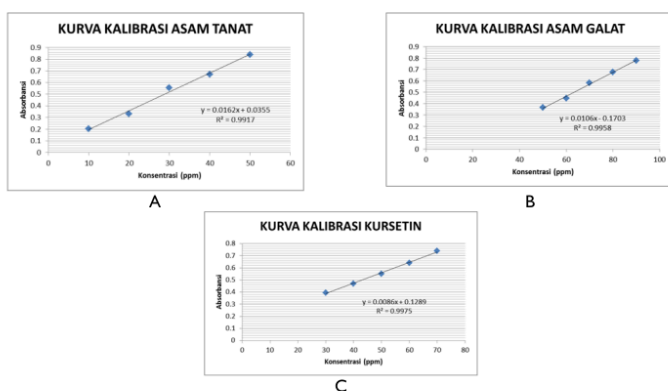 KURVA KALIBRASI ASAM TANAT
0.9
0.8
0.7
0.6
0.5
0.4
0.3
0.2
0.1
0
Absorbansi
y = 0.0162x + 0.0355
R² = 0.9917
0 10 20 30 40 50 60
Konsentrasi (ppm)
A
KURVA KALIBRASI ASAM GALAT
0.9
0.8
0.7
0.6
0.5
0.4
0.3
0.2
0.1
0
Absorbansi
y = 0.0106x - 0.1703
R² = 0.9958
0 20 40 60 80 100
Konsentrasi (ppm)
B
KURVA KALIBRASI KURSETIN
0.8
0.7
0.6
0.5
0.4
0.3
0.2
0.1
0
Absorbansi
y = 0.0086x + 0.1289
R² = 0.9975
0 10 20 30 40 50 60 70 80
Konsentrasi (ppm)
C